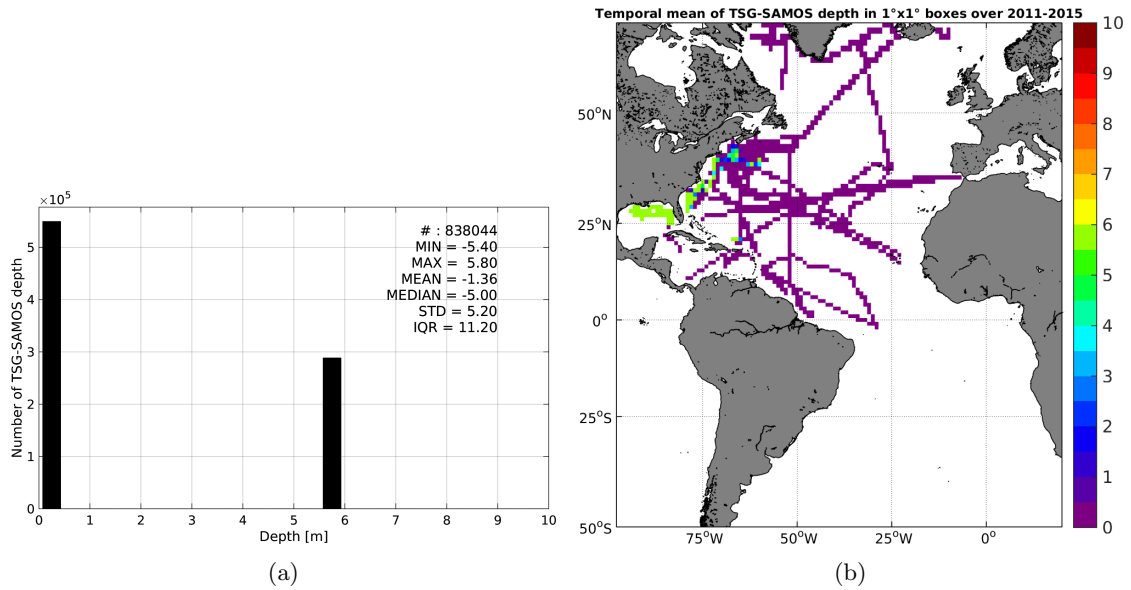 ×10⁵
5
4
3
2
1
0
Number of TSG-SAMOS depth
# : 838044
MIN = -5.40
MAX = 5.80
MEAN = -1.36
MEDIAN = -5.00
STD = 5.20
IQR = 11.20
0 1 2 3 4 5 6 7 8 9 10
Depth [m]
(a)
Temporal mean of TSG-SAMOS depth in 1°x1° boxes over 2011-2015
50°N
25°N
0°
25°S
50°S
75°W 50°W 25°W 0°
10
9
8
7
6
5
4
3
2
1
0
(b)